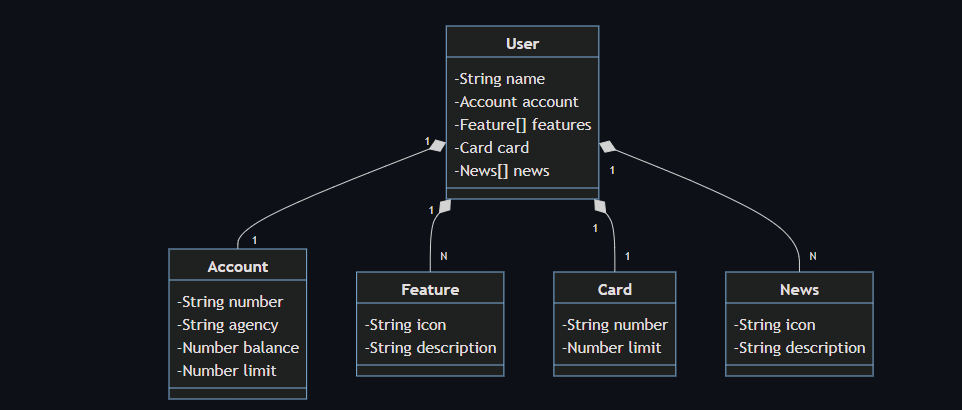 User
-String name
-Account account
-Feature[] features
-Card card
-News[] news
1
1
1
1
1
N
1
N
Account
-String number
-String agency
-Number balance
-Number limit
Feature
-String icon
-String description
Card
-String number
-Number limit
News
-String icon
-String description